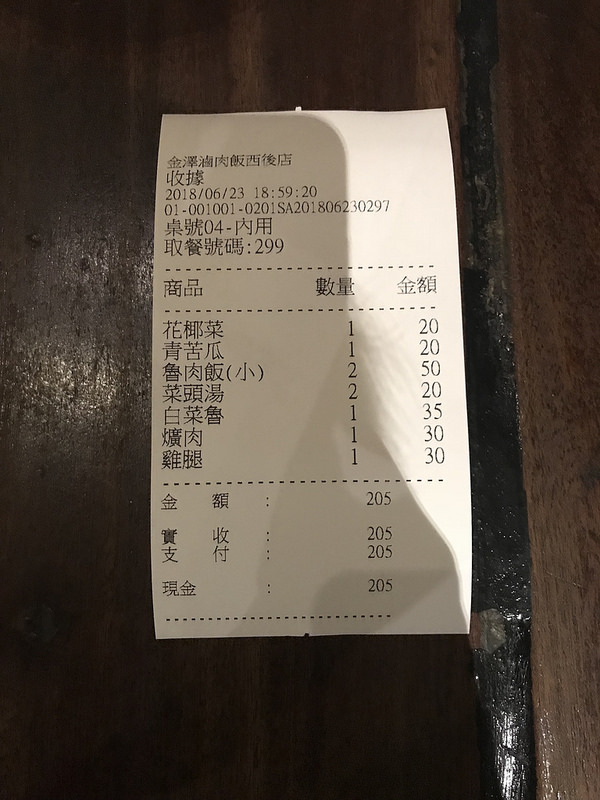 金澤滷肉飯西後店
收據
2018/06/23 18:59:20
01-001001-0201SA201806230297
桌號04-內用
取餐號碼:299
商品 數量 金額
花椰菜 1 20
青苦瓜 1 20
魯肉飯(小) 2 50
菜頭湯 2 20
白菜魯 1 35
爌肉 1 30
雞腿 1 30
金 額 : 205
實 收 : 205
支 付 : 205
現金 : 205